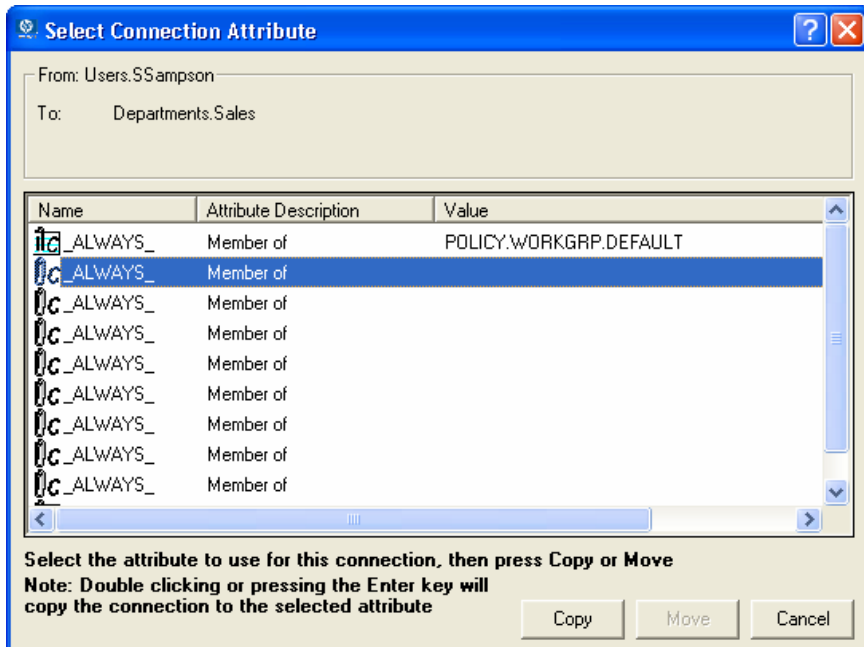 Select Connection Attribute
From: Users.SSampson
To: Departments.Sales
Name Attribute Description Value
_ALWAYS_ Member of POLICY.WORKGRP.DEFAULT
_ALWAYS_ Member of
_ALWAYS_ Member of
_ALWAYS_ Member of
_ALWAYS_ Member of
_ALWAYS_ Member of
_ALWAYS_ Member of
_ALWAYS_ Member of
_ALWAYS_ Member of
Select the attribute to use for this connection, then press Copy or Move
Note: Double clicking or pressing the Enter key will
copy the connection to the selected attribute
Copy Move Cancel